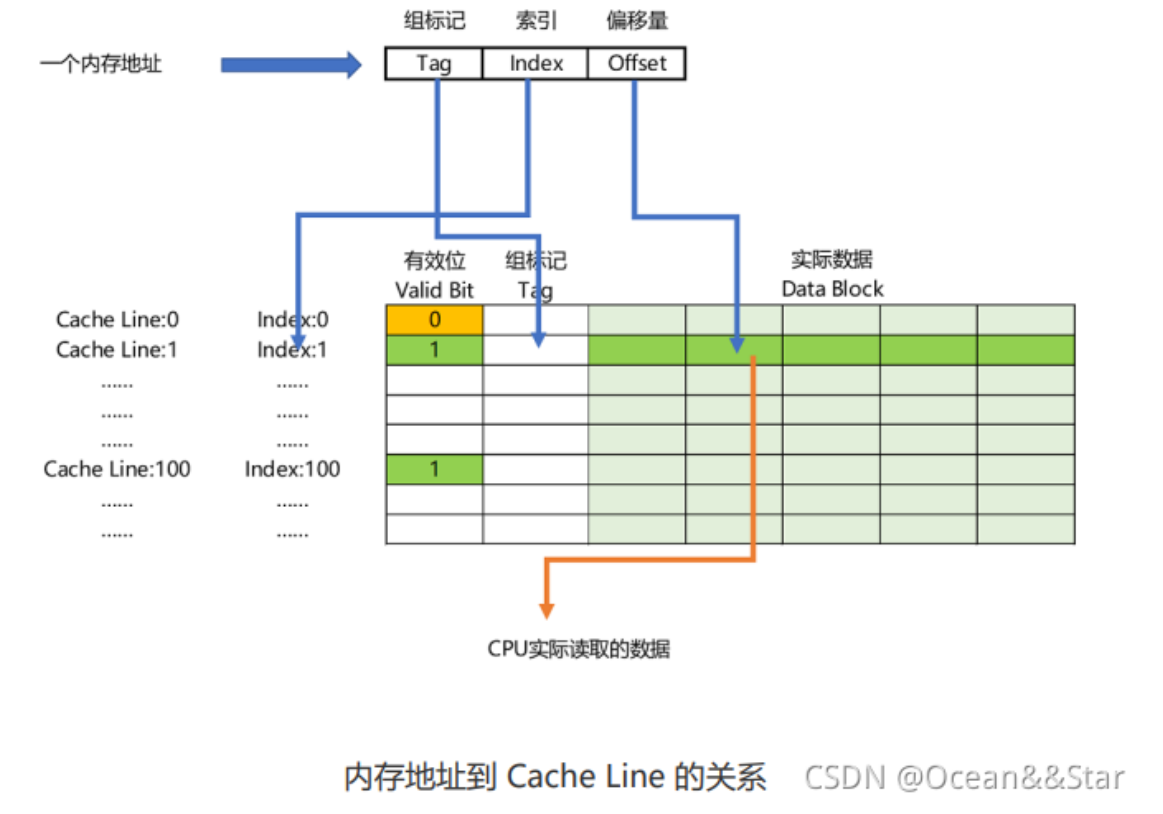 组标记 索引 偏移量
一个内存地址 Tag Index Offset
有效位 组标记 实际数据
Valid Bit Tag Data Block
Cache Line:0 Index:0 0
Cache Line:1 Index:1 1
...... ......
...... ......
...... ......
Cache Line:100 Index:100 1
...... ......
...... ......
CPU实际读取的数据
内存地址到 Cache Line 的关系 CSDN @Ocean&&Star